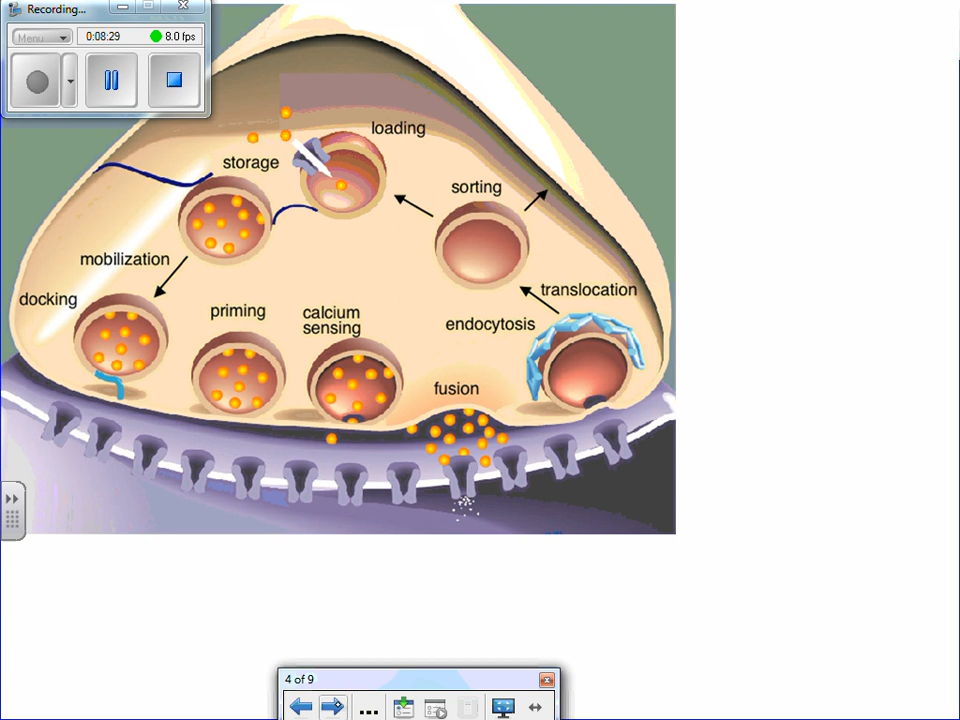 Recording...
Menu
0:08:29
8.0 fps
loading
storage
sorting
mobilization
translocation
docking
priming
calcium
sensing
endocytosis
fusion
4 of 9